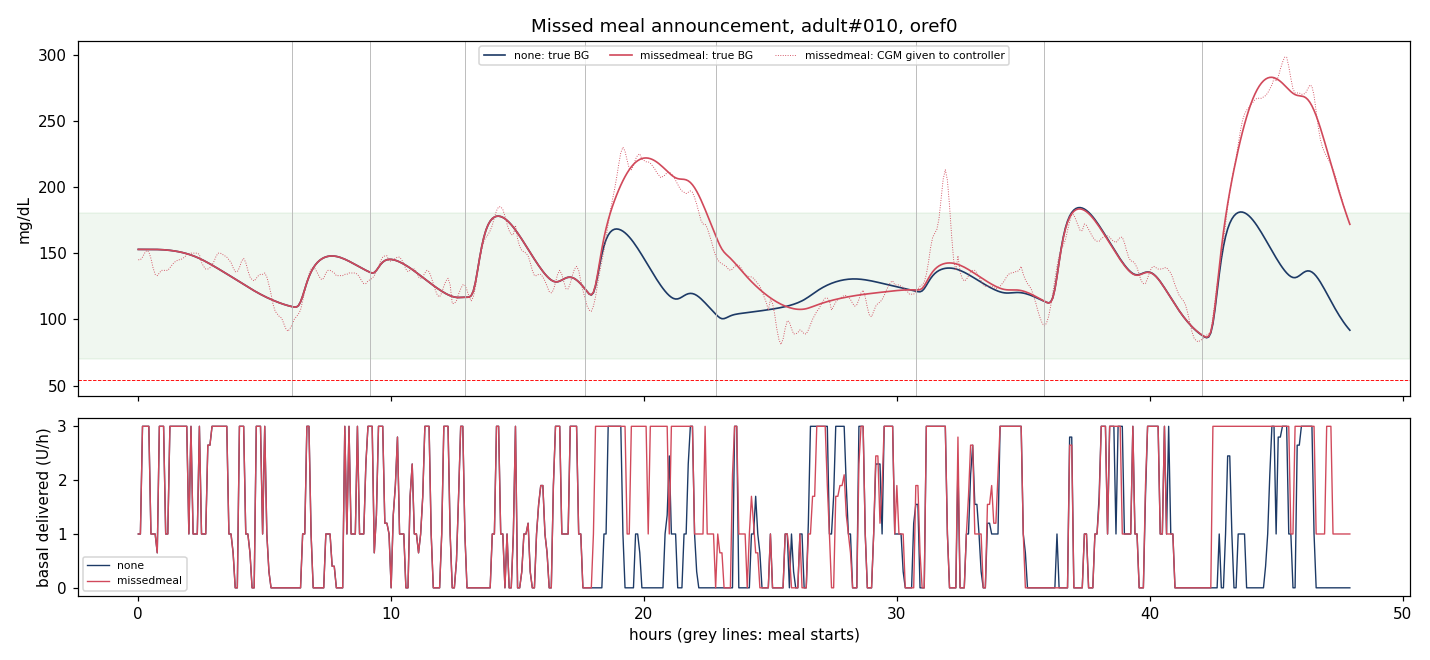 Missed meal announcement, adult#010, oref0
none: true BG
missedmeal: true BG
missedmeal: CGM given to controller
300
250
200
150
100
50
mg/dL
3
2
1
0
basal delivered (U/h)
none
missedmeal
0
10
20
30
40
50
hours (grey lines: meal starts)